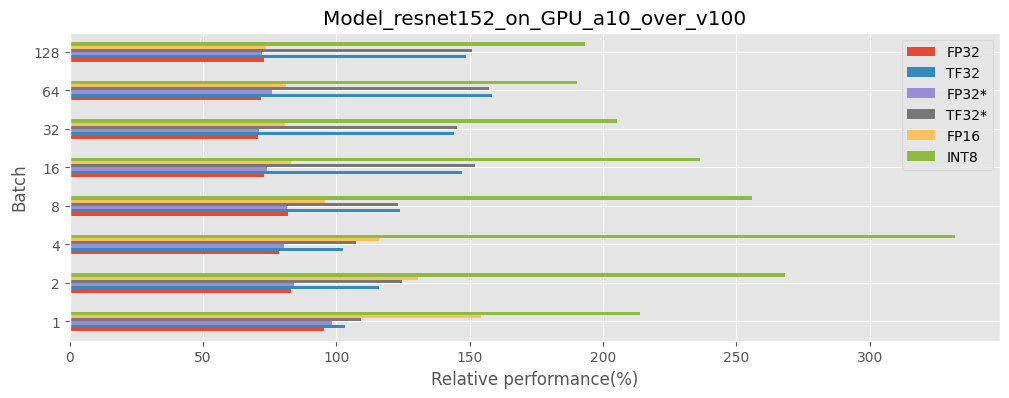 Model_resnet152_on_GPU_a10_over_v100
128
64
32
16
8
4
2
1
Batch
0 50 100 150 200 250 300
Relative performance(%)
FP32
TF32
FP32*
TF32*
FP16
INT8